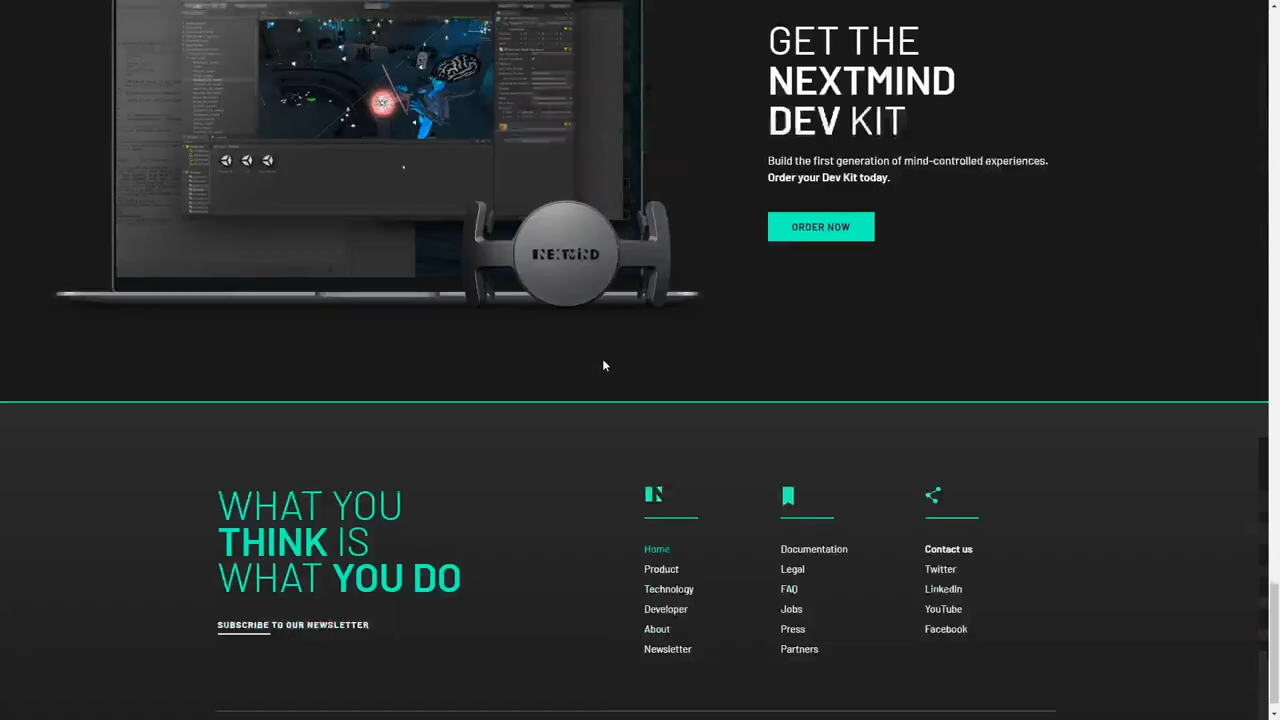 GET THE
NEXTMIND
DEV KIT
Build the first generation of mind-controlled experiences.
Order your Dev Kit today.
ORDER NOW
NEXTMIND
WHAT YOU
THINK IS
WHAT YOU DO
SUBSCRIBE TO OUR NEWSLETTER
Home
Product
Technology
Developer
About
Newsletter
Documentation
Legal
FAQ
Jobs
Press
Partners
Contact us
Twitter
LinkedIn
YouTube
Facebook